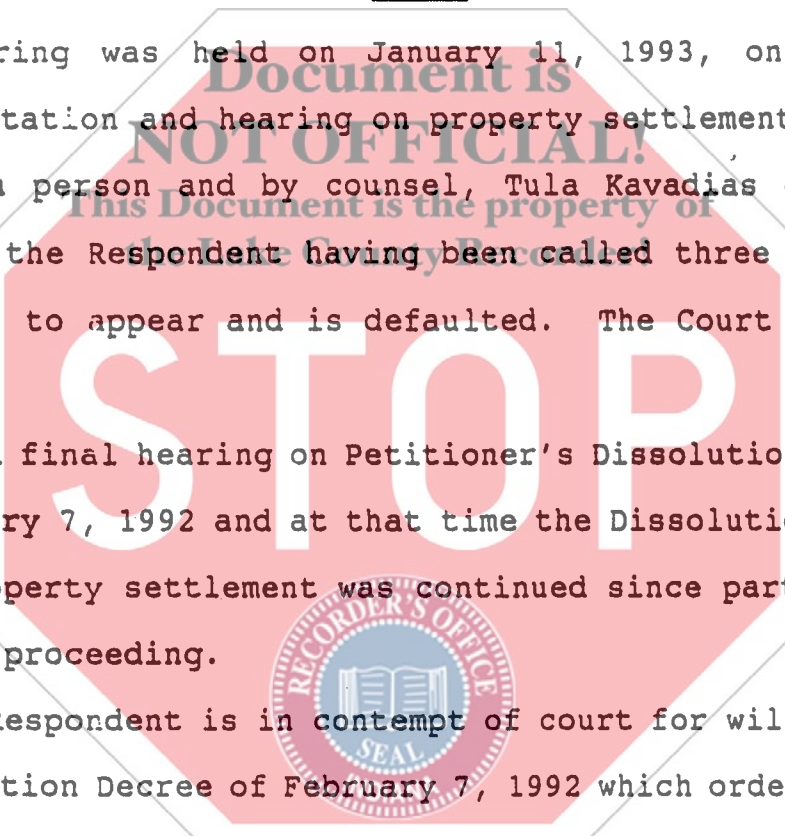 ring was held on January 11, 1993, on
Document is
tation and hearing on property settlement
NOT OFFICIAL!
person and by counsel, Tula Kavadias
This Document is the property of
the Respondent having been called three
the Lake County Recorder!
to appear and is defaulted. The Court
STOP
final hearing on Petitioner's Dissolutio
ry 7, 1992 and at that time the Dissoluti
perty settlement was continued since par
proceeding.
RECORDER'S OFFICE
espondent is in contempt of court for wil
SEAL
tion Decree of February 7, 1992 which orde